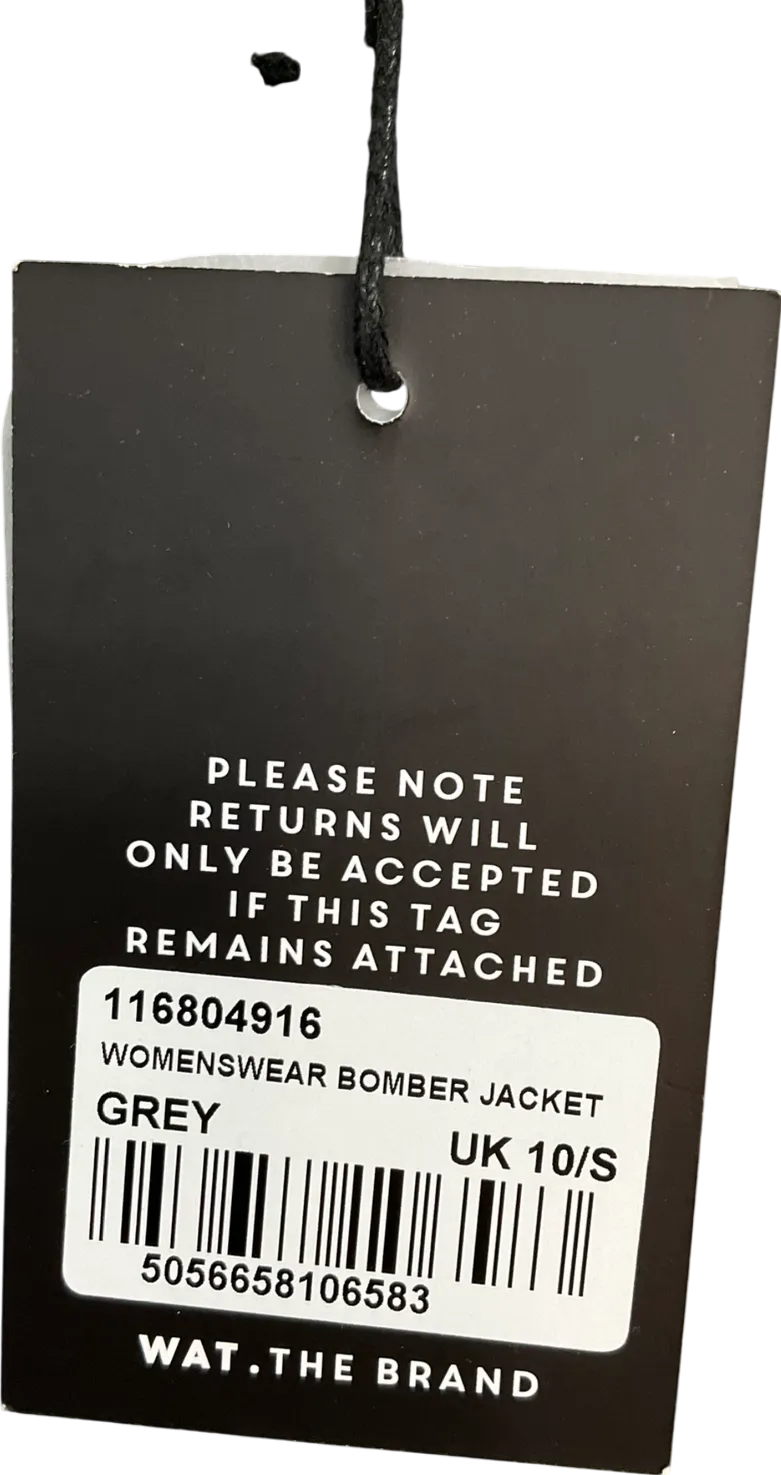 PLEASE NOTE
RETURNS WILL
ONLY BE ACCEPTED
IF THIS TAG
REMAINS ATTACHED
116804916
WOMENSWEAR BOMBER JACKET
GREY
UK 10/S
5056658106583
WAT.THE BRAND